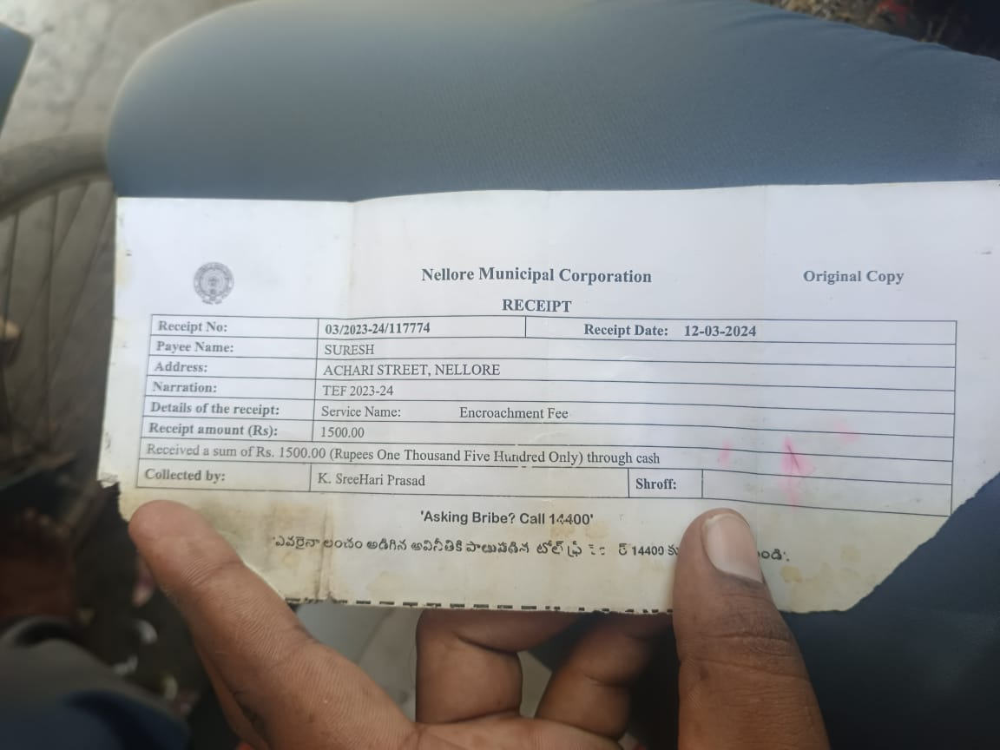 Nellore Municipal Corporation
Original Copy
RECEIPT
Receipt No: 03/2023-24/117774 Receipt Date: 12-03-2024
Payee Name: SURESH
Address: ACHARI STREET, NELLORE
Narration: TEF 2023-24
Details of the receipt: Service Name: Encroachment Fee
Receipt amount (Rs): 1500.00
Received a sum of Rs. 1500.00 (Rupees One Thousand Five Hundred Only) through cash
Collected by: K. SreeHari Prasad Shroff:
'Asking Bribe? Call 14400'
'ఎవరైనా లంచం అడిగిన అవినీతికి పాలుపడిన టోల్ ఫ్రీ 14400